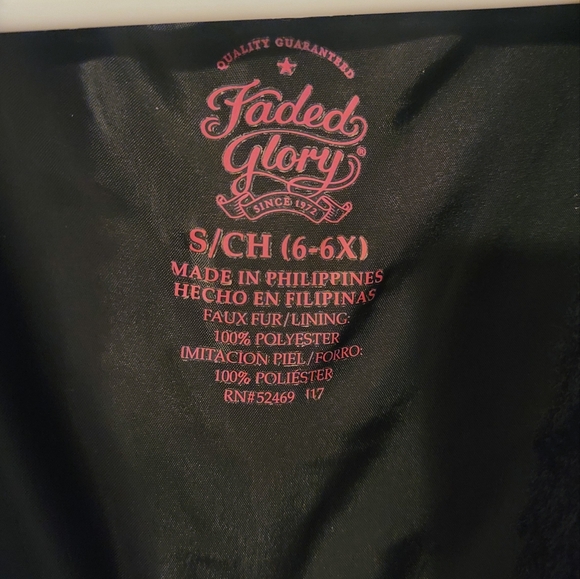 QUALITY GUARANTEED
Faded
Glory®
SINCE 1972
S/CH (6-6X)
MADE IN PHILIPPINES
HECHO EN FILIPINAS
FAUX FUR/LINING:
100% POLYESTER
IMITACION PIEL/FORRO:
100% POLIÉSTER
RN#52469 117